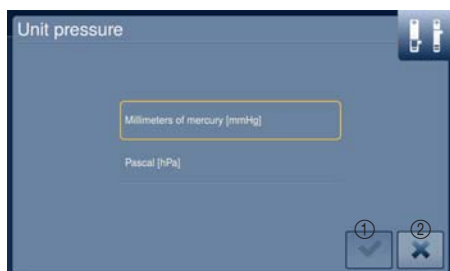 Unit pressure
Millimeters of mercury [mmHg]
Pascal [hPa]
① ②